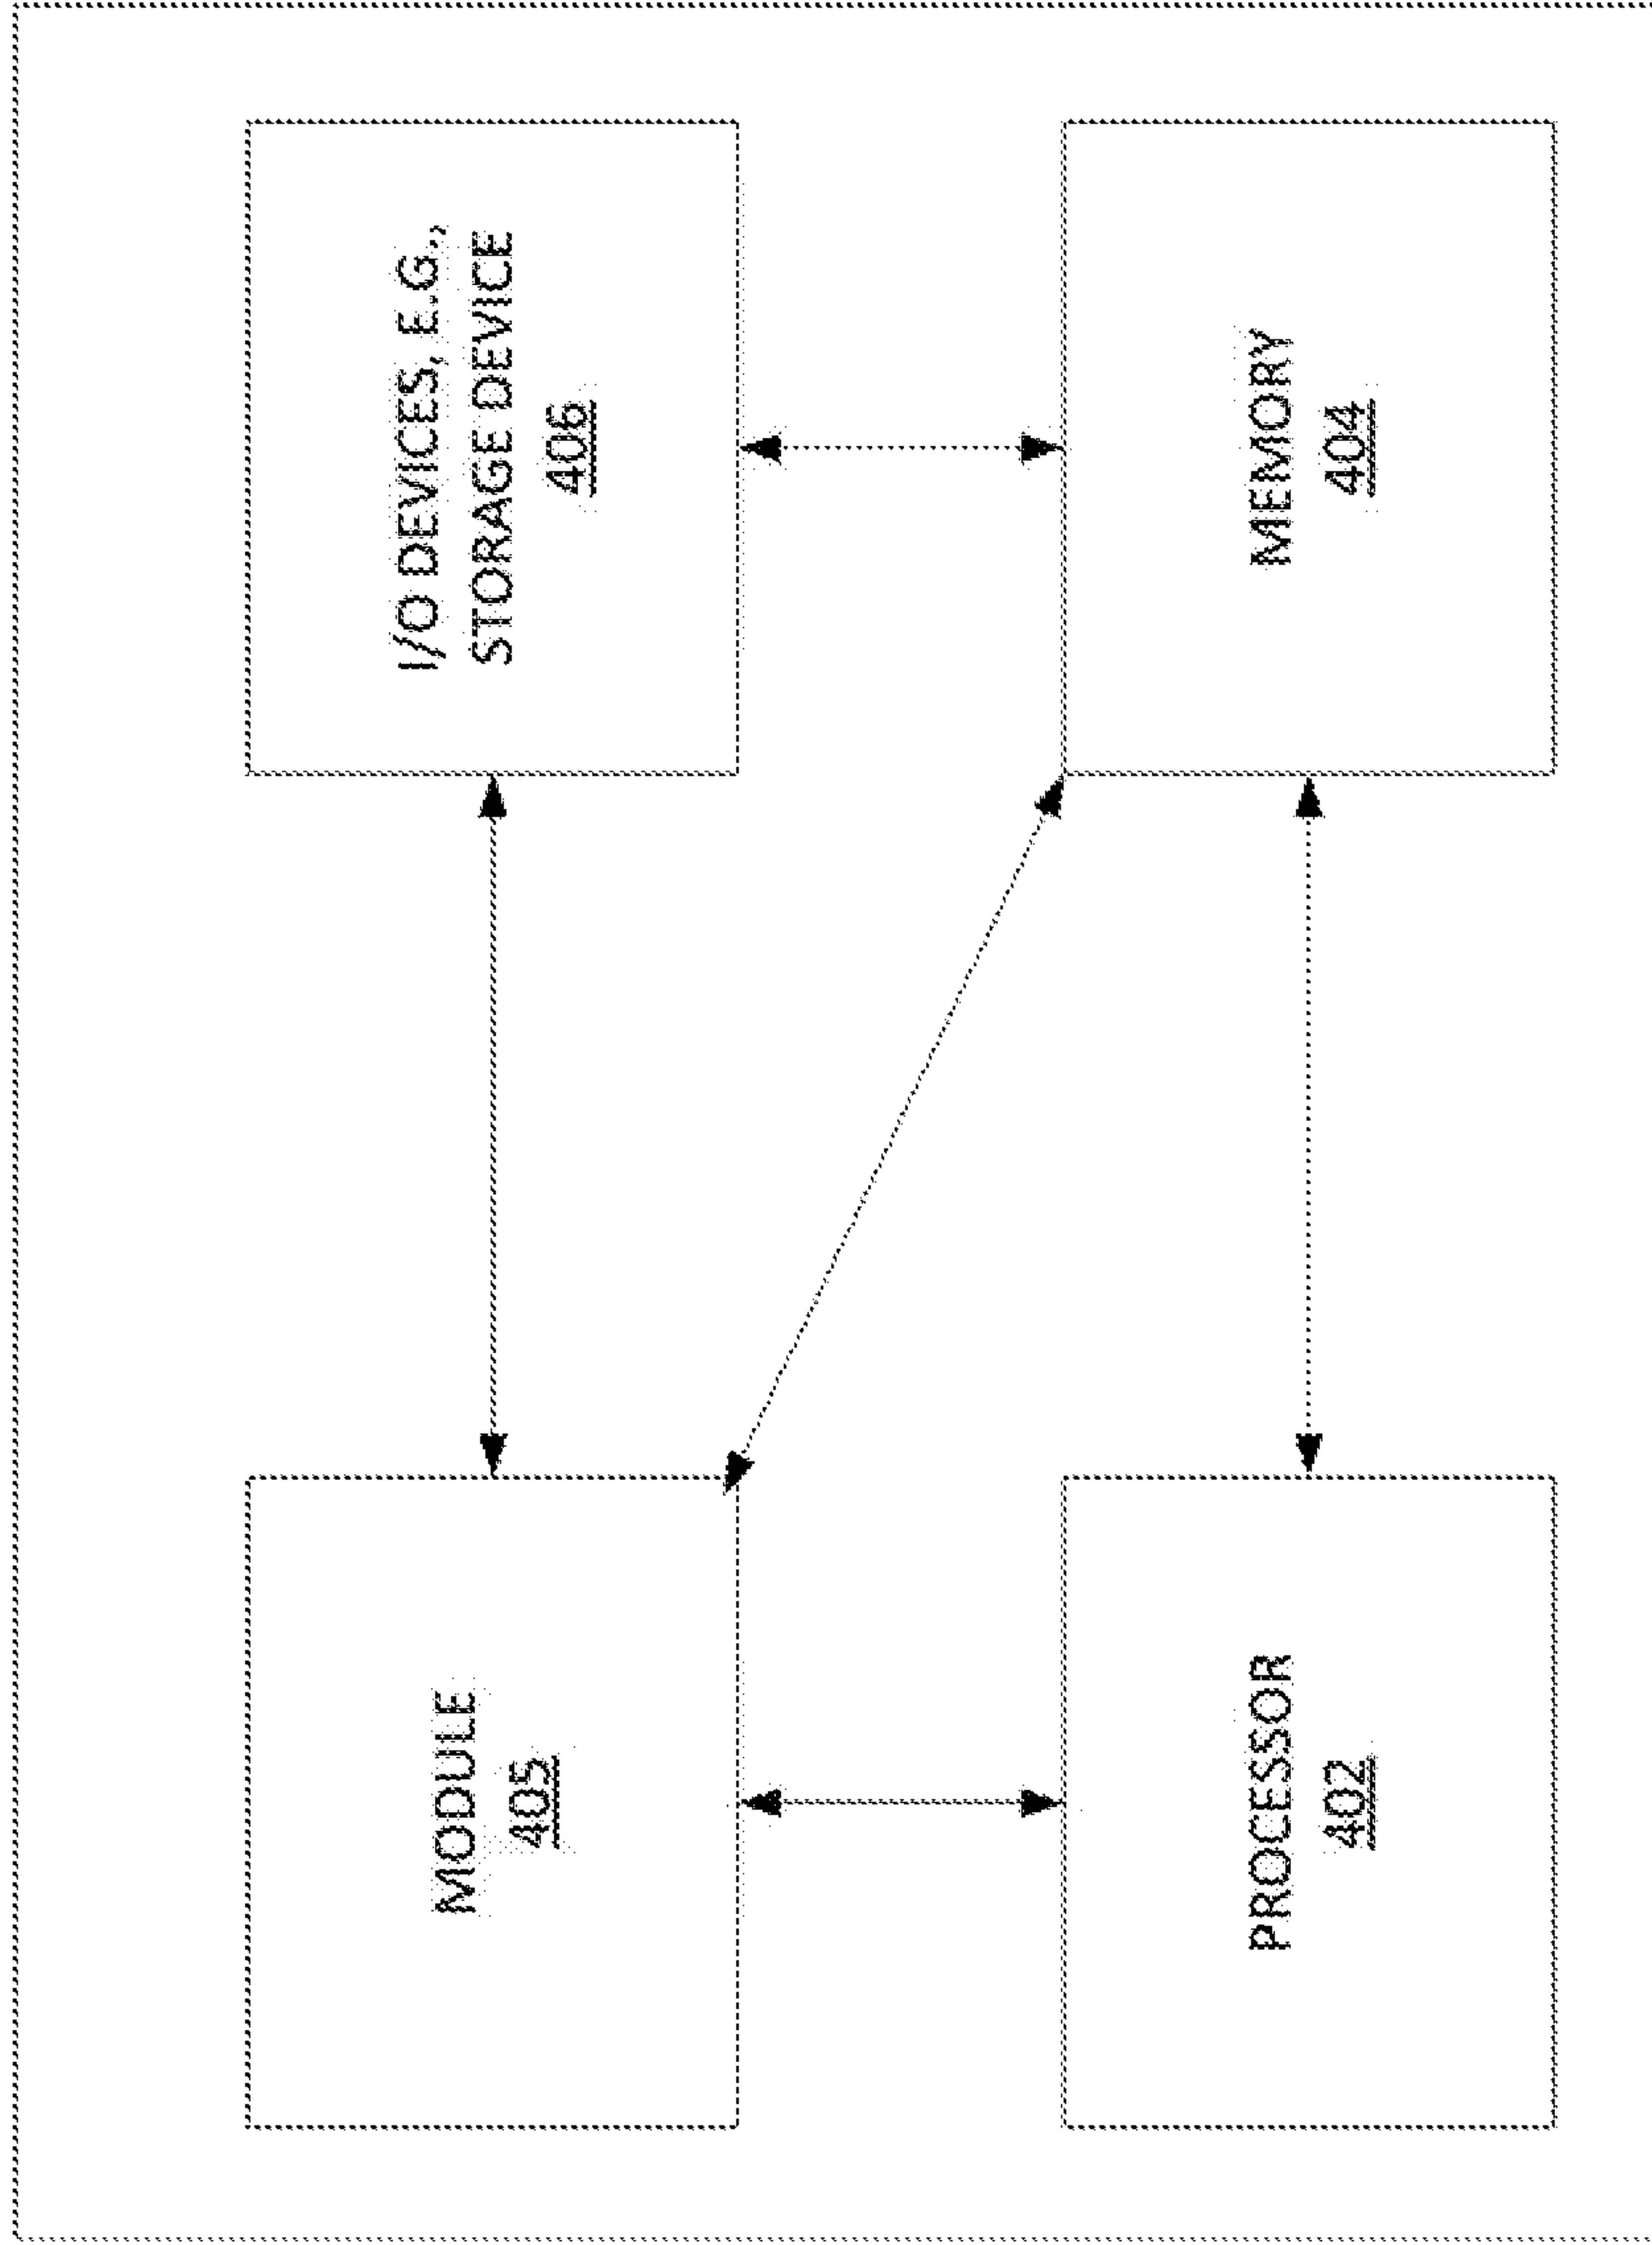 MODULE
405
I/O DEVICES, E.G.,
STORAGE DEVICE
406
PROCESSOR
402
MEMORY
404